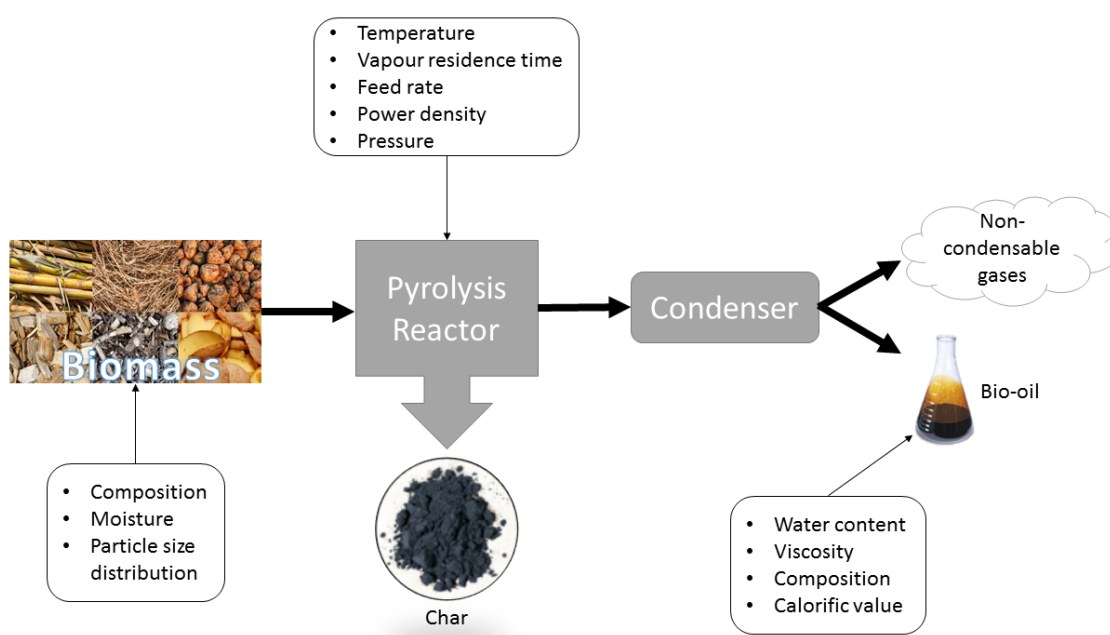 • Temperature
• Vapour residence time
• Feed rate
• Power density
• Pressure
Non-
condensable
gases
Pyrolysis
Reactor
Condenser
Biomass
Bio-oil
• Composition
• Moisture
• Particle size
distribution
• Water content
• Viscosity
• Composition
• Calorific value
Char